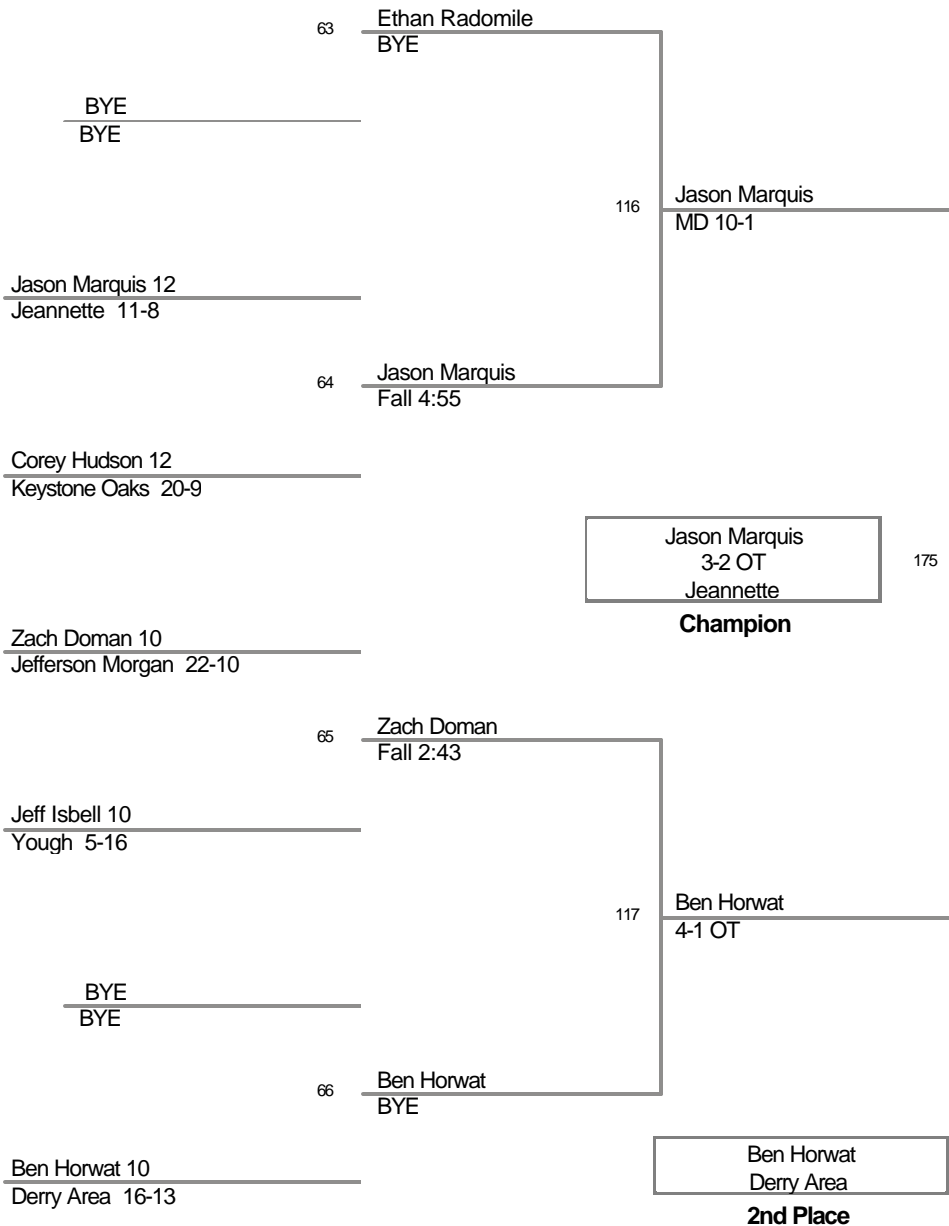 63
Ethan Radomile
BYE
BYE
BYE
116
Jason Marquis
MD 10-1
Jason Marquis 12
Jeannette 11-8
64
Jason Marquis
Fall 4:55
Corey Hudson 12
Keystone Oaks 20-9
Jason Marquis
3-2 OT
Jeannette
175
Champion
Zach Doman 10
Jefferson Morgan 22-10
65
Zach Doman
Fall 2:43
Jeff Isbell 10
Yough 5-16
117
Ben Horwat
4-1 OT
BYE
BYE
66
Ben Horwat
BYE
Ben Horwat 10
Derry Area 16-13
Ben Horwat
Derry Area
2nd Place